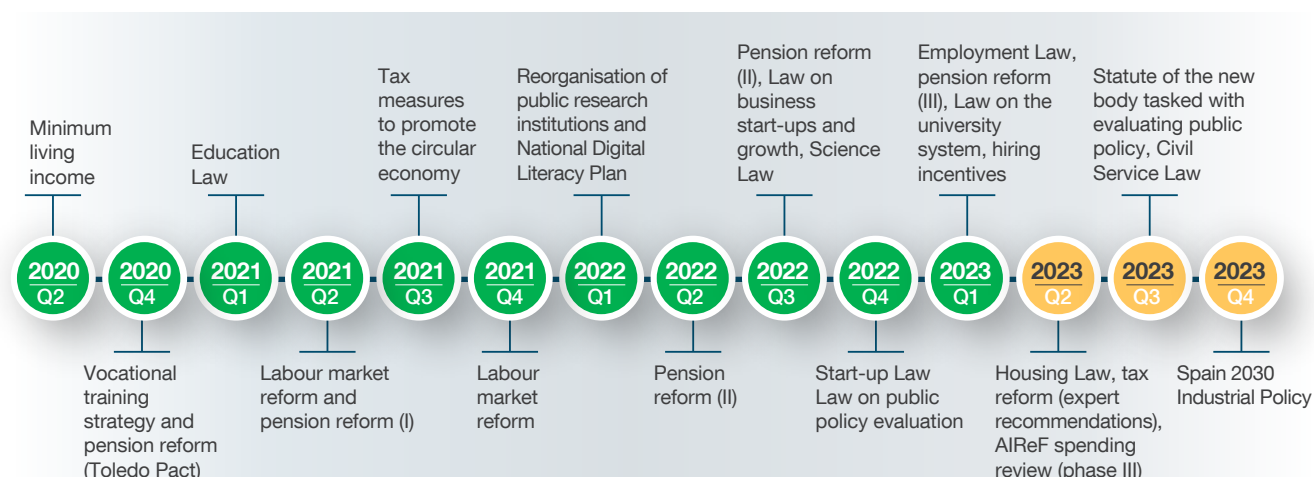 Minimum
living
income
Education
Law
Tax
measures
to promote
the circular
economy
Reorganisation of
public research
institutions and
National Digital
Literacy Plan
Pension reform
(II), Law on
business
start-ups and
growth, Science
Law
Employment Law,
pension reform
(III), Law on the
university
system, hiring
incentives
Statute of the new
body tasked with
evaluating public
policy, Civil
Service Law
2020
Q2
2020
Q4
2021
Q1
2021
Q2
2021
Q3
2021
Q4
2022
Q1
2022
Q2
2022
Q3
2022
Q4
2023
Q1
2023
Q2
2023
Q3
2023
Q4
Vocational
training
strategy and
pension reform
(Toledo Pact)
Labour market
reform and
pension reform (I)
Labour
market
reform
Pension
reform (II)
Start-up Law
Law on public
policy evaluation
Housing Law, tax
reform (expert
recommendations),
AIReF spending
review (phase III)
Spain 2030
Industrial Policy